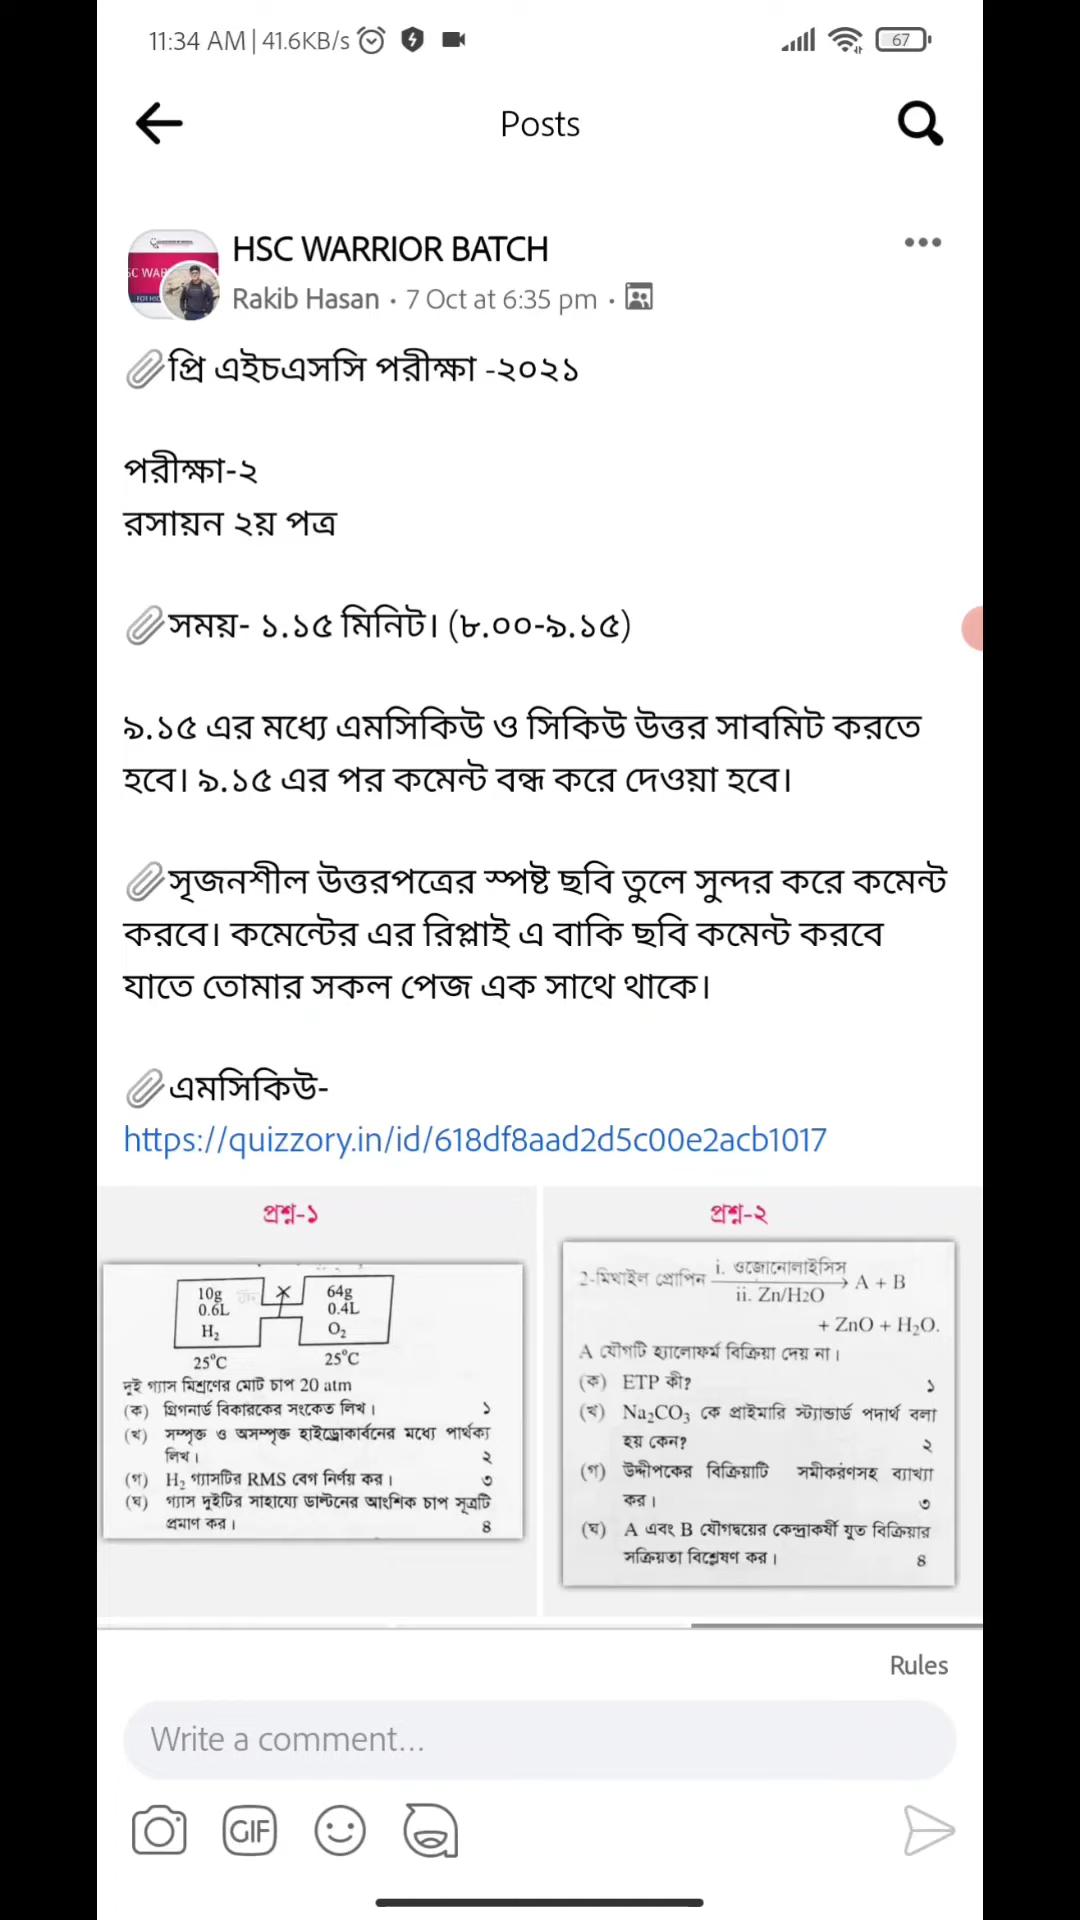 11:34 AM | 41.6KB/s
67
Posts
HSC WARRIOR BATCH
Rakib Hasan · 7 Oct at 6:35 pm ·
প্রি এইচএসসি পরীক্ষা -২০২১
পরীক্ষা-২
রসায়ন ২য় পত্র
সময়- ১.১৫ মিনিট। (৮.০০-৯.১৫)
৯.১৫ এর মধ্যে এমসিকিউ ও সিকিউ উত্তর সাবমিট করতে
হবে। ৯.১৫ এর পর কমেন্ট বন্ধ করে দেওয়া হবে।
সৃজনশীল উত্তরপত্রের স্পষ্ট ছবি তুলে সুন্দর করে কমেন্ট
করবে। কমেন্টের এর রিপ্লাই এ বাকি ছবি কমেন্ট করবে
যাতে তোমার সকল পেজ এক সাথে থাকে।
এমসিকিউ-
https://quizzory.in/id/618df8aad2d5c00e2acb1017
প্রশ্ন-১
10g
0.6L
H₂
25°C
64g
0.4L
O₂
25°C
দুই গ্যাস মিশ্রণের মোট চাপ 20 atm
(ক) গ্রিগনার্ড বিকারকের সংকেত লিখ। ১
(খ) সম্পৃক্ত ও অসম্পৃক্ত হাইড্রোকার্বনের মধ্যে পার্থক্য
লিখ। ২
(গ) H₂ গ্যাসটির RMS বেগ নির্ণয় কর। ৩
(ঘ) গ্যাস দুইটির সাহায্যে ডাল্টনের আংশিক চাপ সূত্রটি
প্রমাণ কর। ৪
প্রশ্ন-২
2-মিথাইল প্রোপিন i. ওজোনোলাইসিস
ii. Zn/H2O → A + B
+ ZnO + H₂O.
A যৌগটি হ্যালোফর্ম বিক্রিয়া দেয় না।
(ক) ETP কী? ১
(খ) Na₂CO₃ কে প্রাইমারি স্ট্যান্ডার্ড পদার্থ বলা
হয় কেন? ২
(গ) উদ্দীপকের বিক্রিয়াটি সমীকরণসহ ব্যাখ্যা
কর। ৩
(ঘ) A এবং B যৌগদ্বয়ের কেন্দ্রাকর্ষী যুত বিক্রিয়ার
সক্রিয়তা বিশ্লেষণ কর। ৪
Rules
Write a comment...
GIF